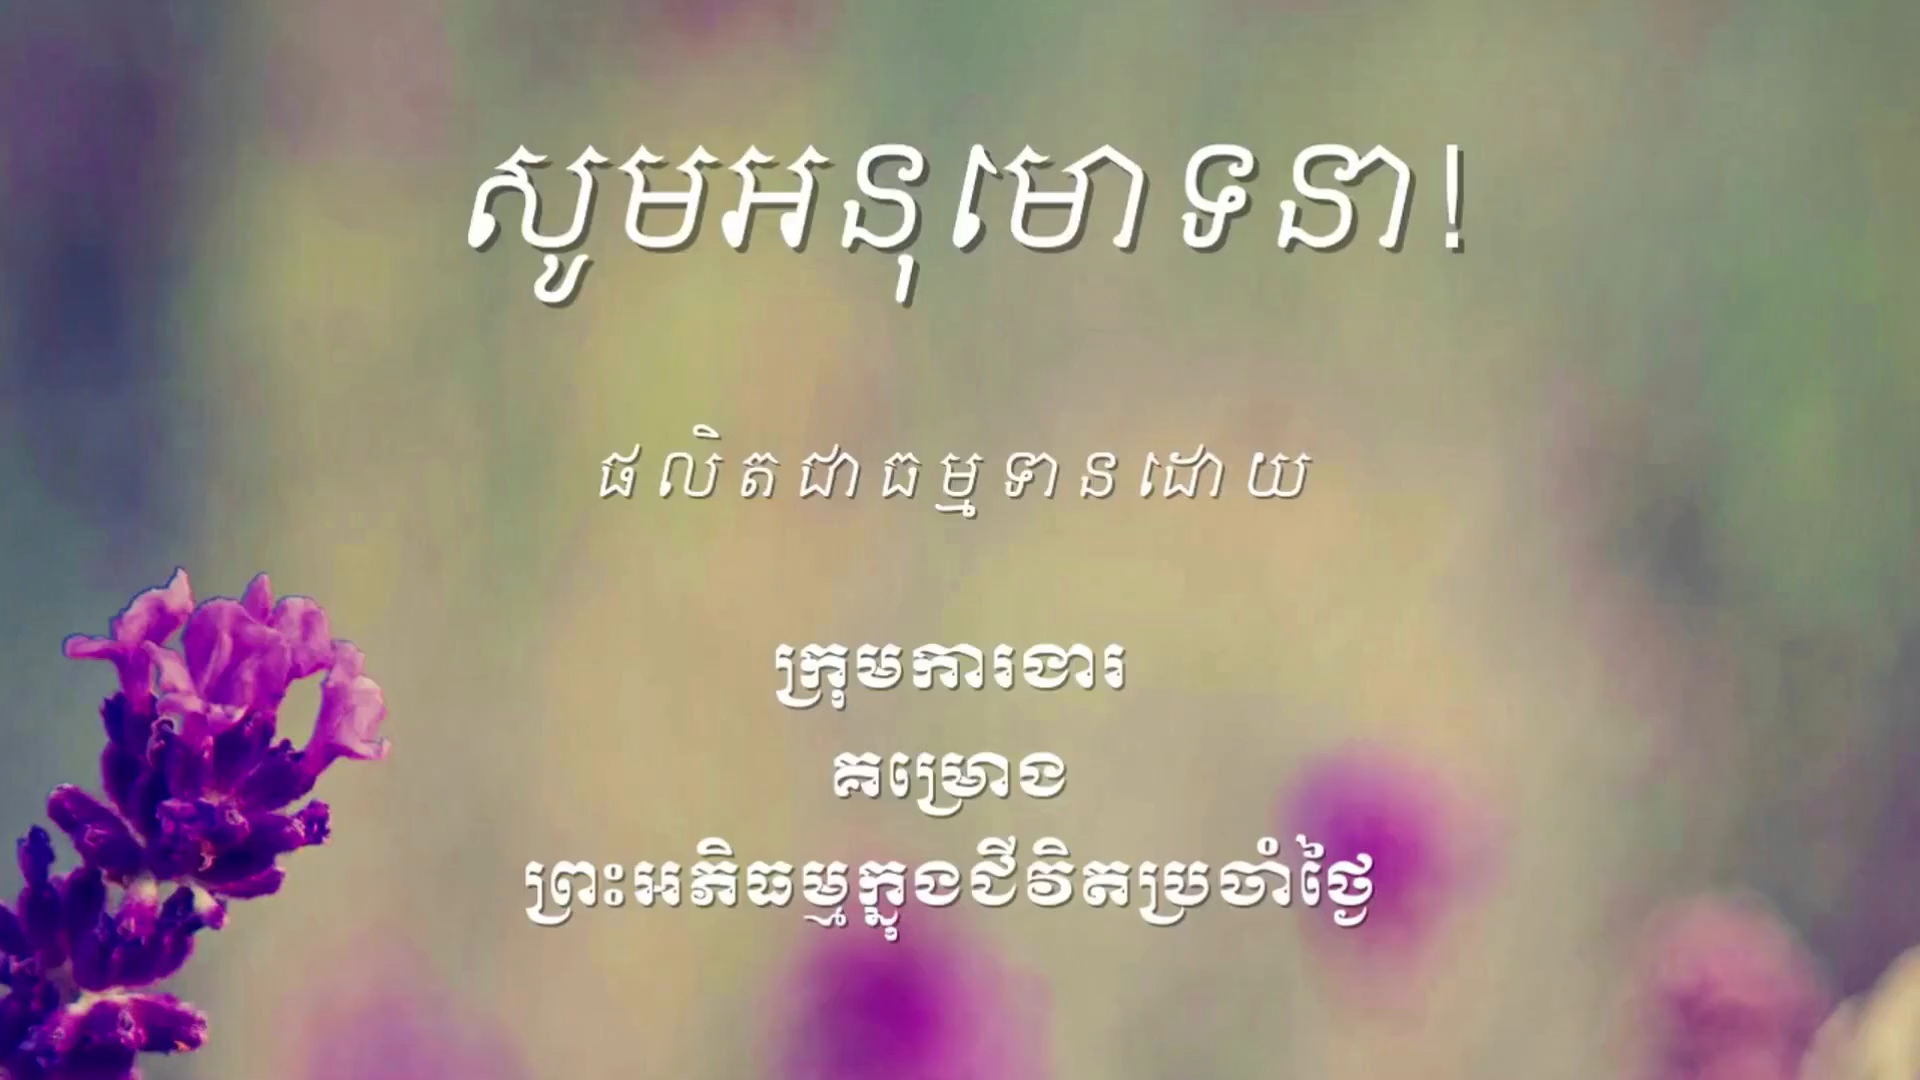 សូមអនុមោទនា!
ផលិតជាធម្មទានដោយ
ក្រុមការងារ
គម្រោង
ព្រះអភិធម្មក្នុងជីវិតប្រចាំថ្ងៃ